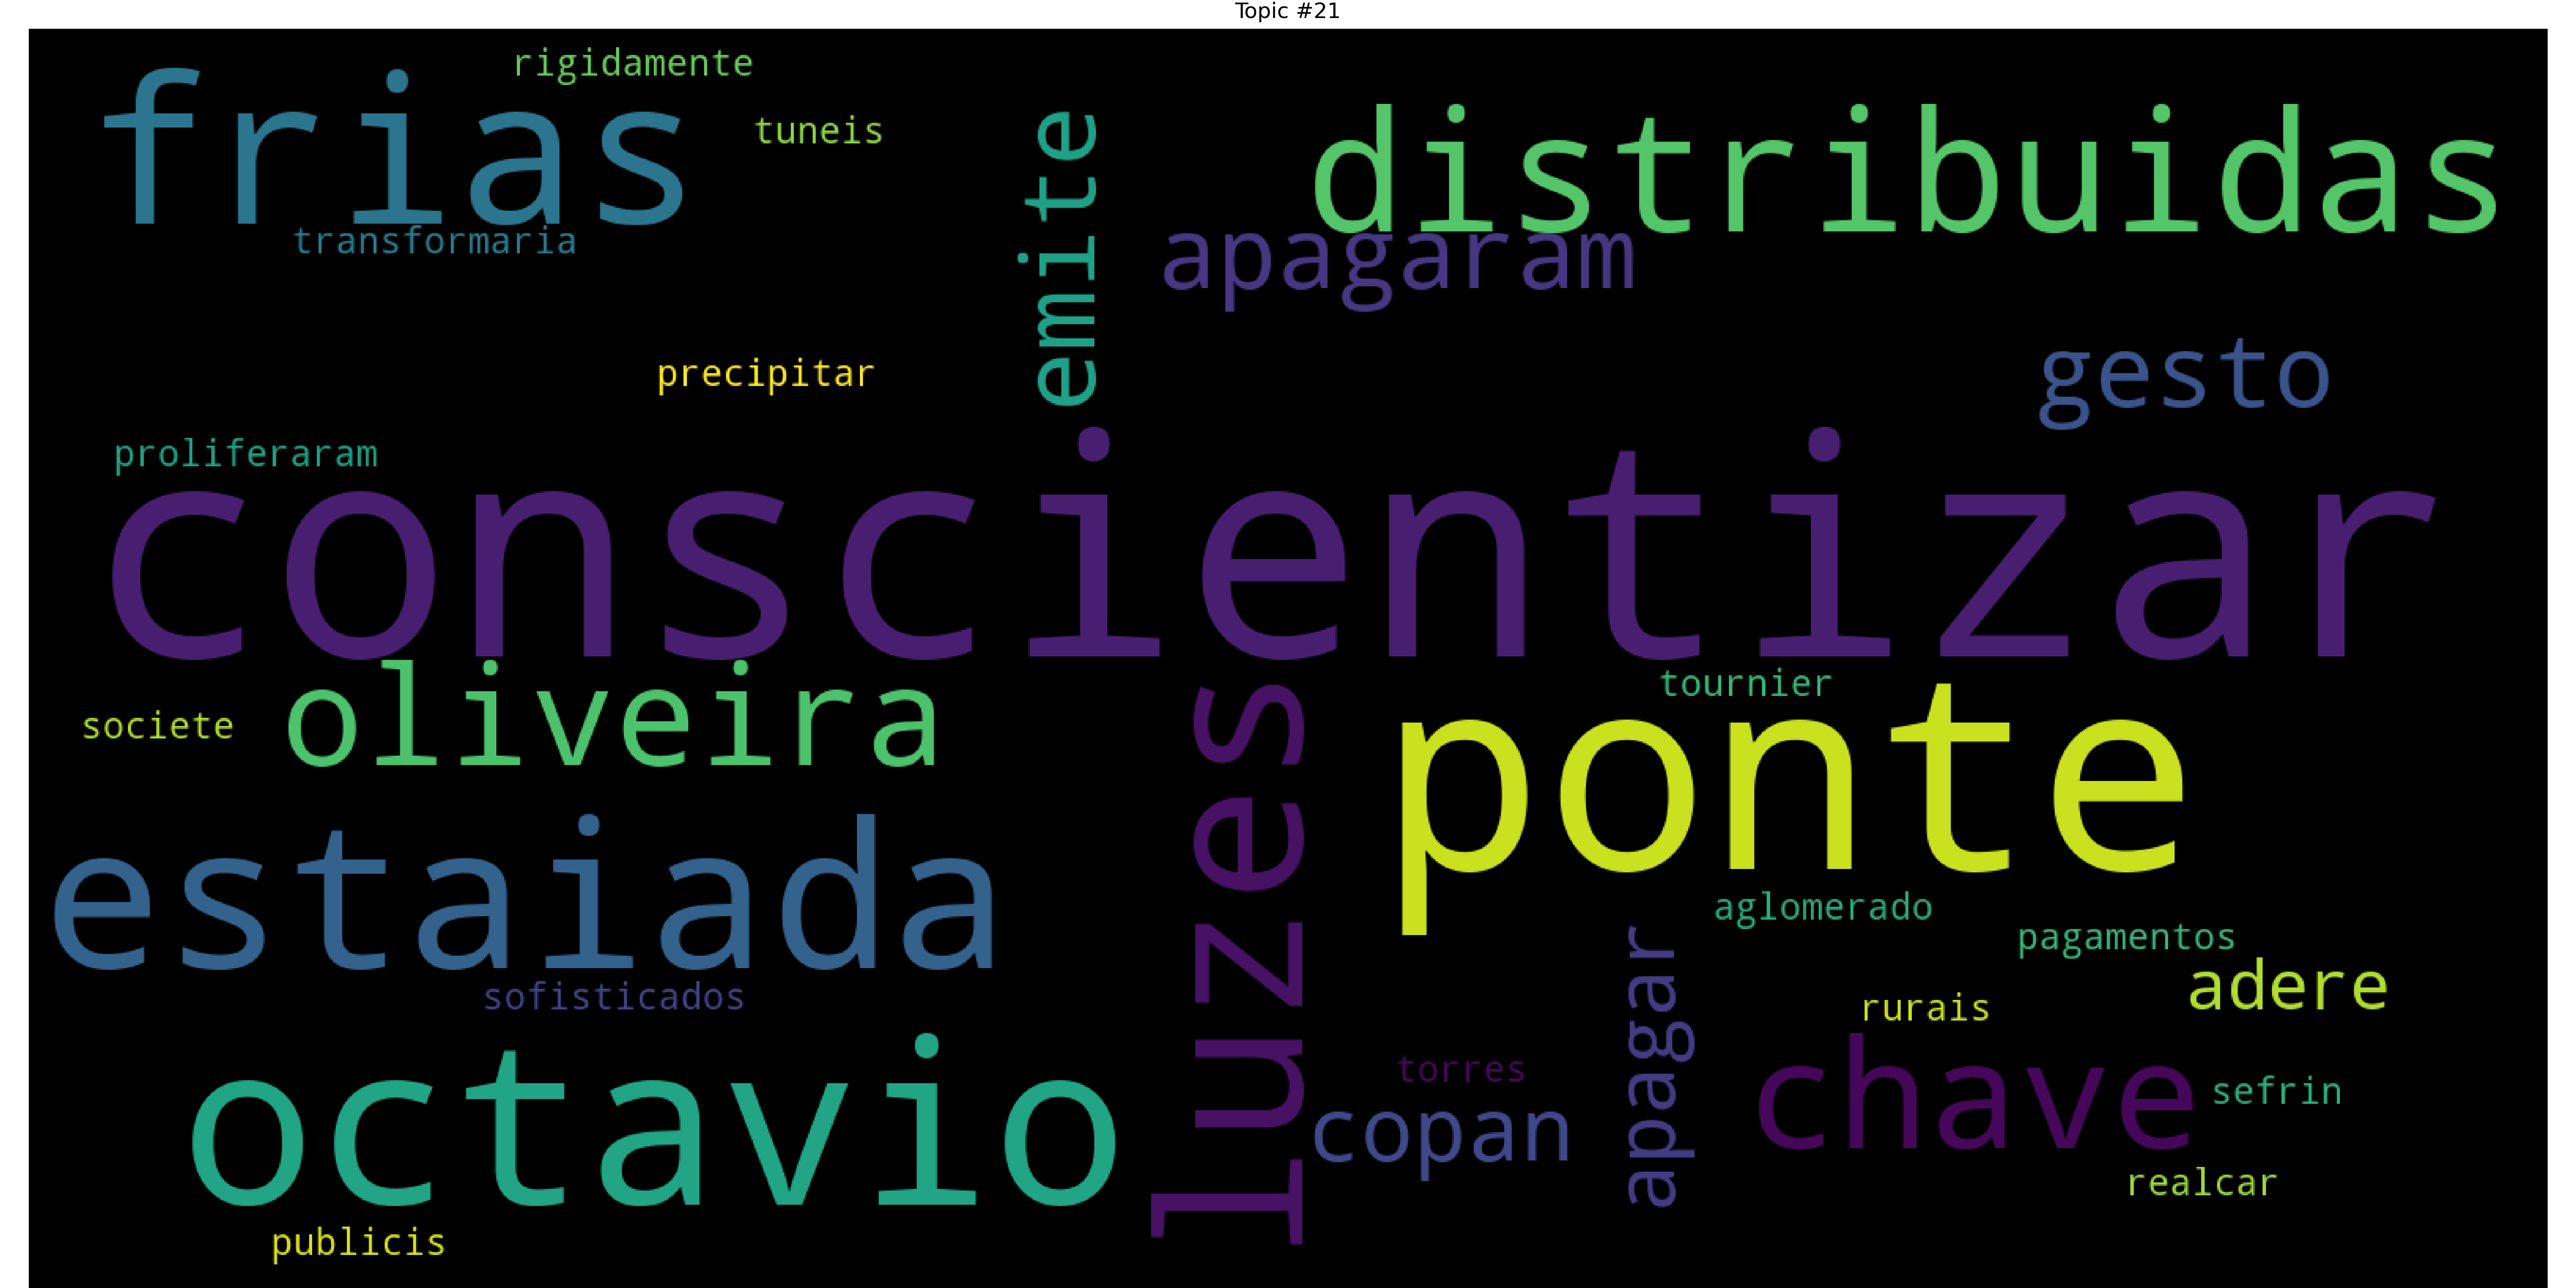 Topic #21
rigidamente
frias
tuneis
emite
distribuidas
transformaria
apagaram
precipitar
gesto
proliferaram
conscientizar
tournier
societe
oliveira
luzes
ponte
estaiada
aglomerado
pagamentos
adere
sofisticados
rurais
apagar
torres
chave
sefrin
octavio
copan
realcar
publicis